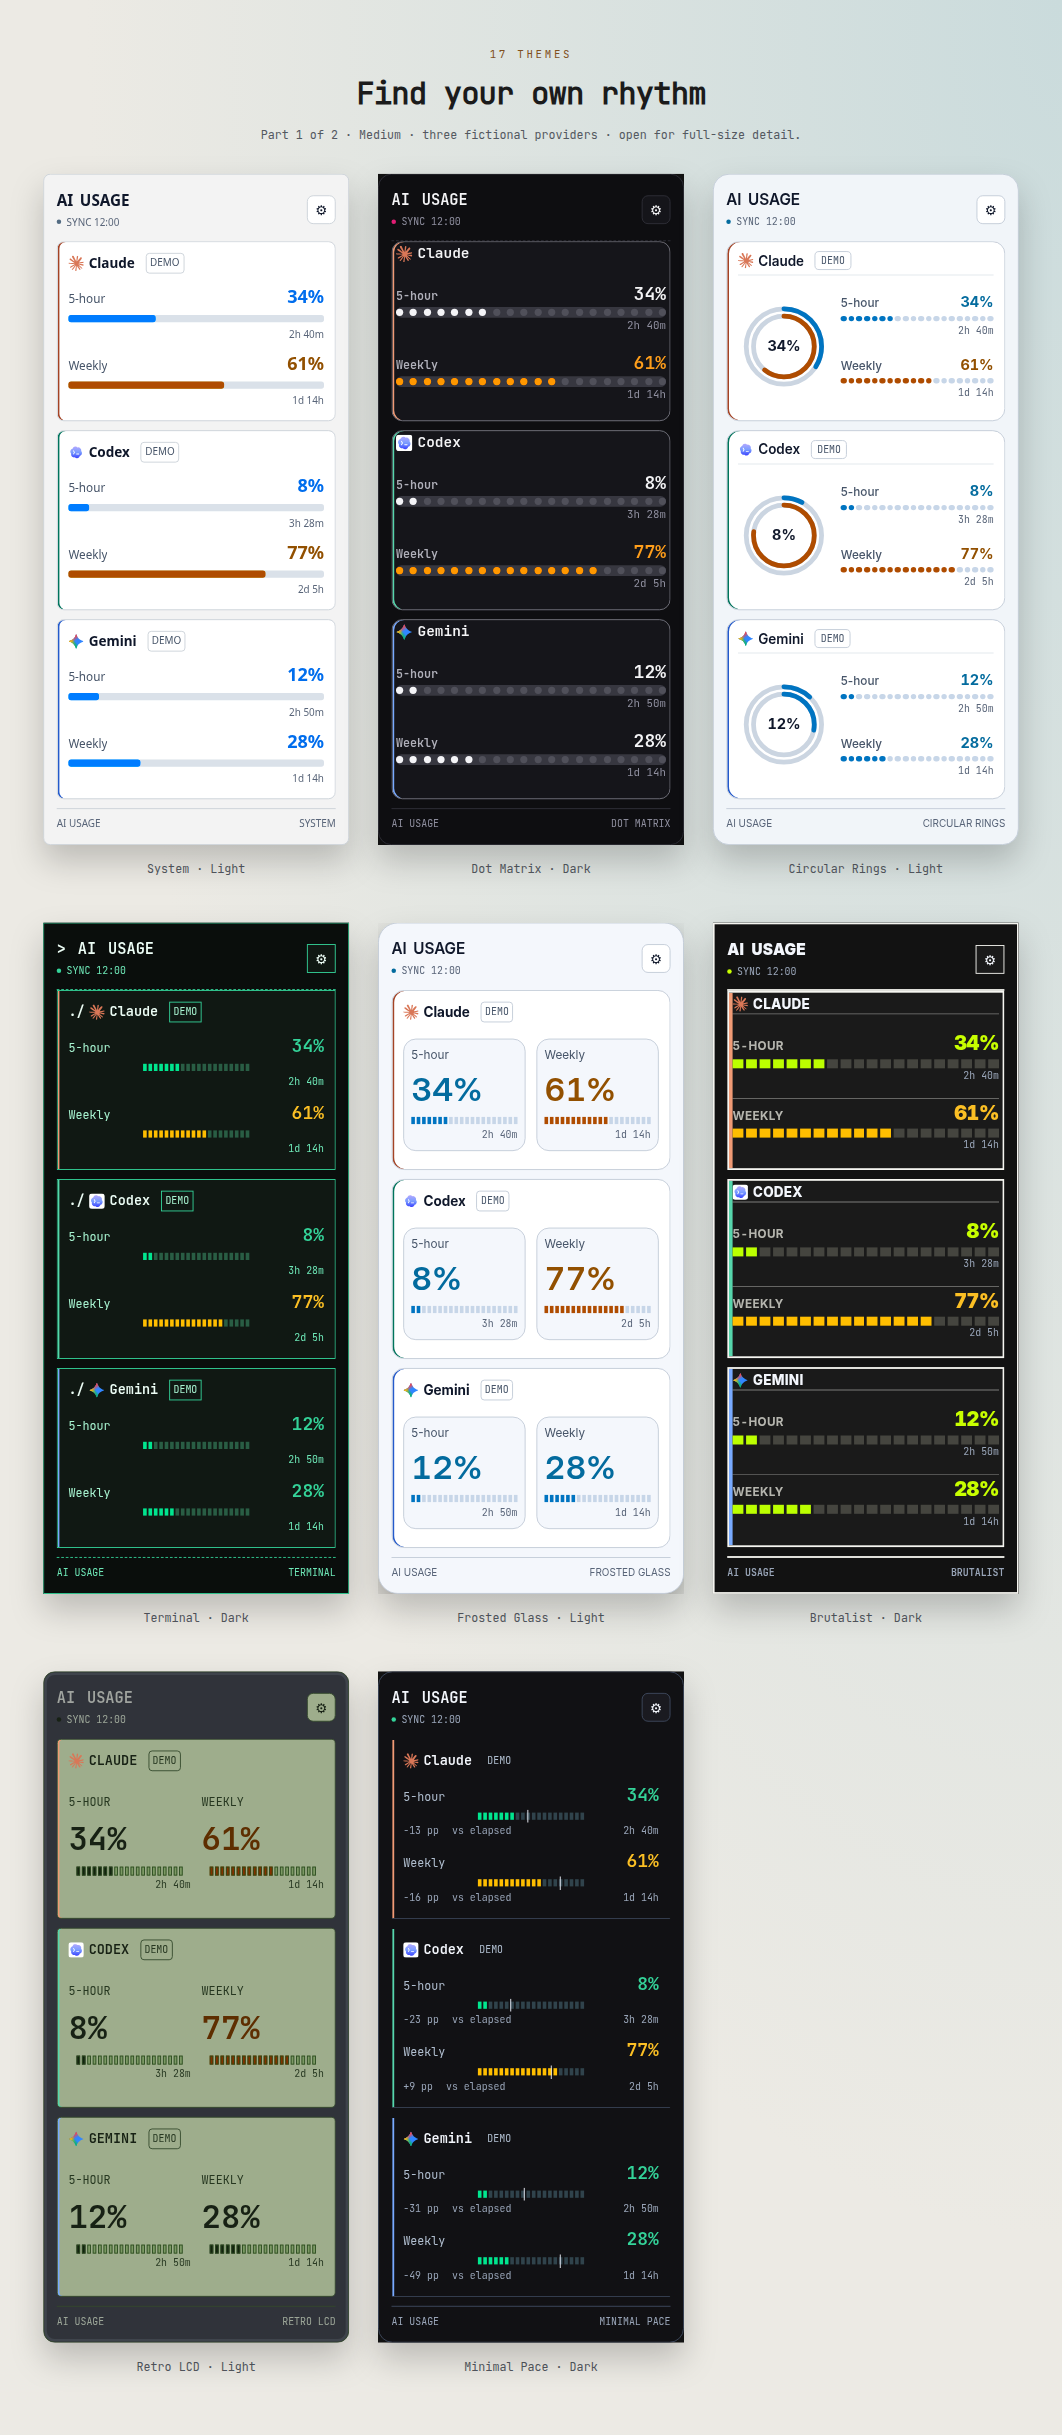 17 THEMES
Find your own rhythm
Part 1 of 2 · Medium · three fictional providers · open for full-size detail.
AI USAGE
SYNC 12:00
Claude DEMO
5-hour 34%
2h 40m
Weekly 61%
1d 14h
Codex DEMO
5-hour 8%
3h 28m
Weekly 77%
2d 5h
Gemini DEMO
5-hour 12%
2h 50m
Weekly 28%
1d 14h
AI USAGE SYSTEM
System · Light
AI USAGE
SYNC 12:00
Claude
5-hour 34%
2h 40m
Weekly 61%
1d 14h
Codex
5-hour 8%
3h 28m
Weekly 77%
2d 5h
Gemini
5-hour 12%
2h 50m
Weekly 28%
1d 14h
AI USAGE DOT MATRIX
Dot Matrix · Dark
AI USAGE
SYNC 12:00
Claude DEMO
34%
5-hour 34%
2h 40m
Weekly 61%
1d 14h
Codex DEMO
8%
5-hour 8%
3h 28m
Weekly 77%
2d 5h
Gemini DEMO
12%
5-hour 12%
2h 50m
Weekly 28%
1d 14h
AI USAGE CIRCULAR RINGS
Circular Rings · Light
> AI USAGE
SYNC 12:00
./ Claude DEMO
5-hour 34%
2h 40m
Weekly 61%
1d 14h
./ Codex DEMO
5-hour 8%
3h 28m
Weekly 77%
2d 5h
./ Gemini DEMO
5-hour 12%
2h 50m
Weekly 28%
1d 14h
AI USAGE TERMINAL
Terminal · Dark
AI USAGE
SYNC 12:00
Claude DEMO
5-hour Weekly
34% 61%
2h 40m 1d 14h
Codex DEMO
5-hour Weekly
8% 77%
3h 28m 2d 5h
Gemini DEMO
5-hour Weekly
12% 28%
2h 50m 1d 14h
AI USAGE FROSTED GLASS
Frosted Glass · Light
AI USAGE
SYNC 12:00
CLAUDE
5-HOUR 34%
2h 40m
WEEKLY 61%
1d 14h
CODEX
5-HOUR 8%
3h 28m
WEEKLY 77%
2d 5h
GEMINI
5-HOUR 12%
2h 50m
WEEKLY 28%
1d 14h
AI USAGE BRUTALIST
Brutalist · Dark
AI USAGE
SYNC 12:00
CLAUDE DEMO
5-HOUR WEEKLY
34% 61%
2h 40m 1d 14h
CODEX DEMO
5-HOUR WEEKLY
8% 77%
3h 28m 2d 5h
GEMINI DEMO
5-HOUR WEEKLY
12% 28%
2h 50m 1d 14h
AI USAGE RETRO LCD
Retro LCD · Light
AI USAGE
SYNC 12:00
Claude DEMO
5-hour 34%
-13 pp vs elapsed 2h 40m
Weekly 61%
-16 pp vs elapsed 1d 14h
Codex DEMO
5-hour 8%
-23 pp vs elapsed 3h 28m
Weekly 77%
+9 pp vs elapsed 2d 5h
Gemini DEMO
5-hour 12%
-31 pp vs elapsed 2h 50m
Weekly 28%
-49 pp vs elapsed 1d 14h
AI USAGE MINIMAL PACE
Minimal Pace · Dark